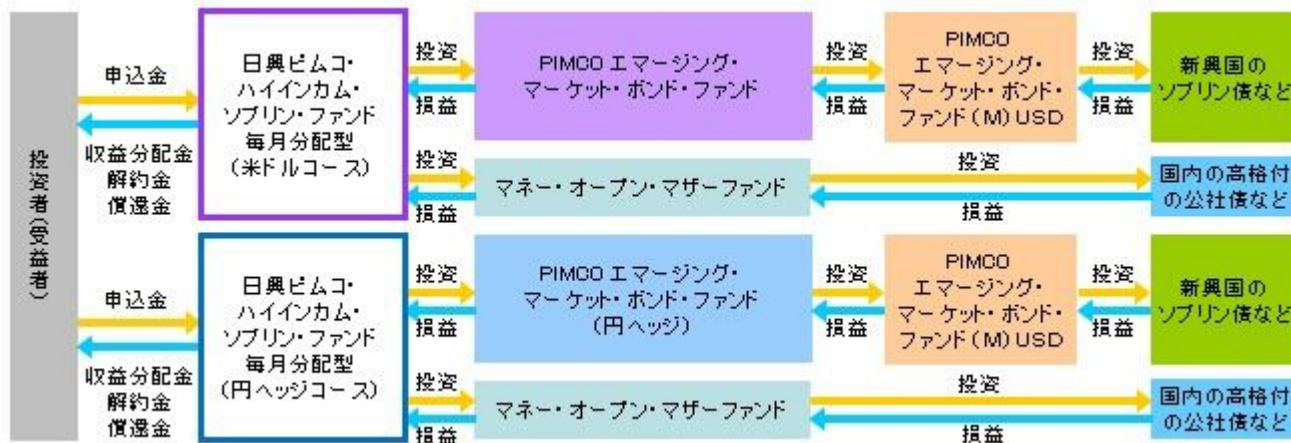 投資者(受益者)
申込金
収益分配金
解約金
償還金
日興ピムコ・
ハイインカム・
ソブリン・ファンド
毎月分配型
(米ドルコース)
投資
損益
PIMCO エマージング・
マーケット・ボンド・ファンド
投資
損益
PIMCO
エマージング・
マーケット・ボンド・
ファンド(M)USD
投資
損益
新興国の
ソブリン債など
投資
損益
マネー・オープン・マザーファンド
投資
損益
国内の高格付
の公社債など
申込金
収益分配金
解約金
償還金
日興ピムコ・
ハイインカム・
ソブリン・ファンド
毎月分配型
(円ヘッジコース)
投資
損益
PIMCO エマージング・
マーケット・ボンド・ファンド
(円ヘッジ)
投資
損益
PIMCO
エマージング・
マーケット・ボンド・
ファンド(M)USD
投資
損益
新興国の
ソブリン債など
投資
損益
マネー・オープン・マザーファンド
投資
損益
国内の高格付
の公社債など